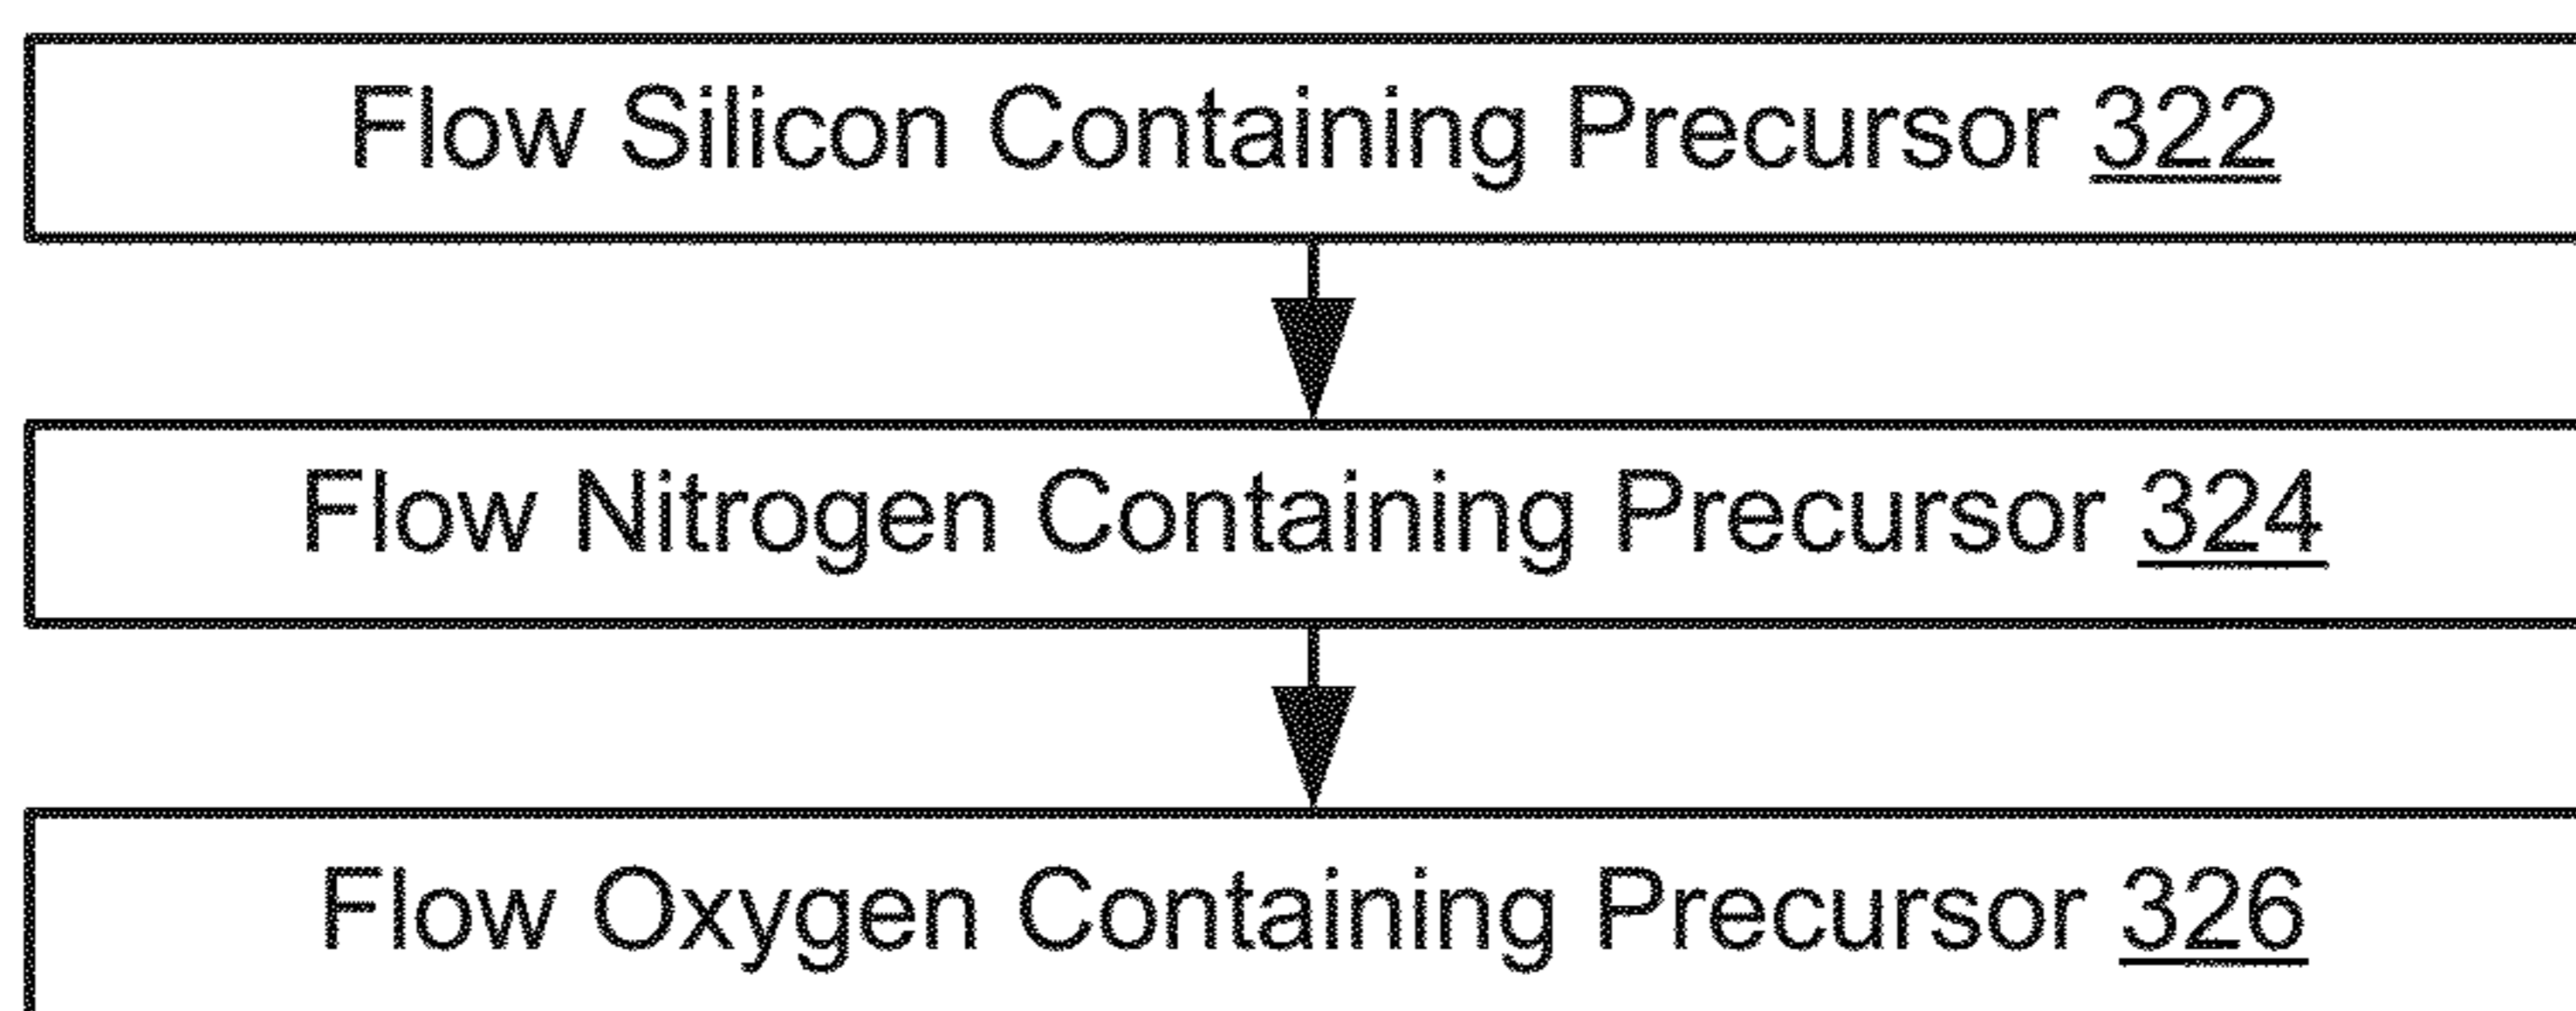 Flow Silicon Containing Precursor 322
Flow Nitrogen Containing Precursor 324
Flow Oxygen Containing Precursor 326